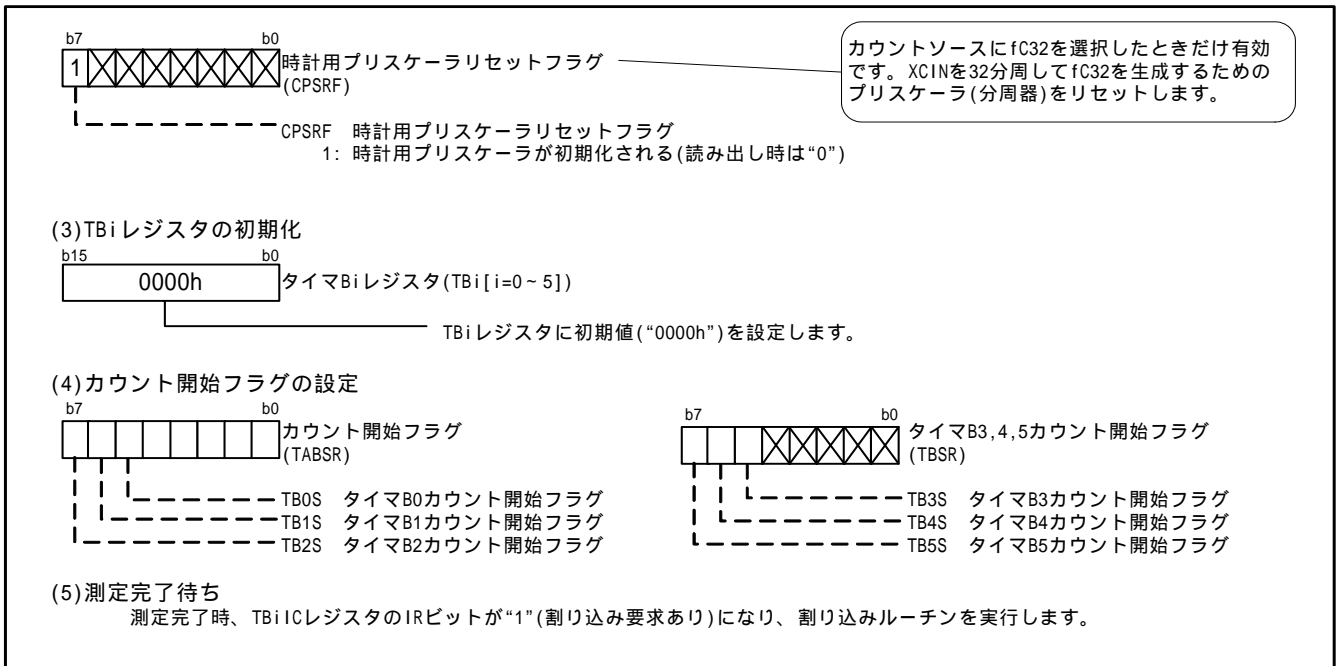 b7 b0
1 時計用プリスケーラリセットフラグ
(CPSRF)
カウントソースにfC32を選択したときだけ有効
です。XCINを32分周してfC32を生成するための
プリスケーラ(分周器)をリセットします。
CPSRF 時計用プリスケーラリセットフラグ
1: 時計用プリスケーラが初期化される(読み出し時は“0”)
(3)TBiレジスタの初期化
b15 b0
0000h タイマBiレジスタ(TBi[i=0~5])
TBiレジスタに初期値(“0000h”)を設定します。
(4)カウント開始フラグの設定
b7 b0
カウント開始フラグ
(TABSR)
TB0S タイマB0カウント開始フラグ
TB1S タイマB1カウント開始フラグ
TB2S タイマB2カウント開始フラグ
b7 b0
タイマB3,4,5カウント開始フラグ
(TBSR)
TB3S タイマB3カウント開始フラグ
TB4S タイマB4カウント開始フラグ
TB5S タイマB5カウント開始フラグ
(5)測定完了待ち
測定完了時、TBiICレジスタのIRビットが“1”(割り込み要求あり)になり、割り込みルーチンを実行します。